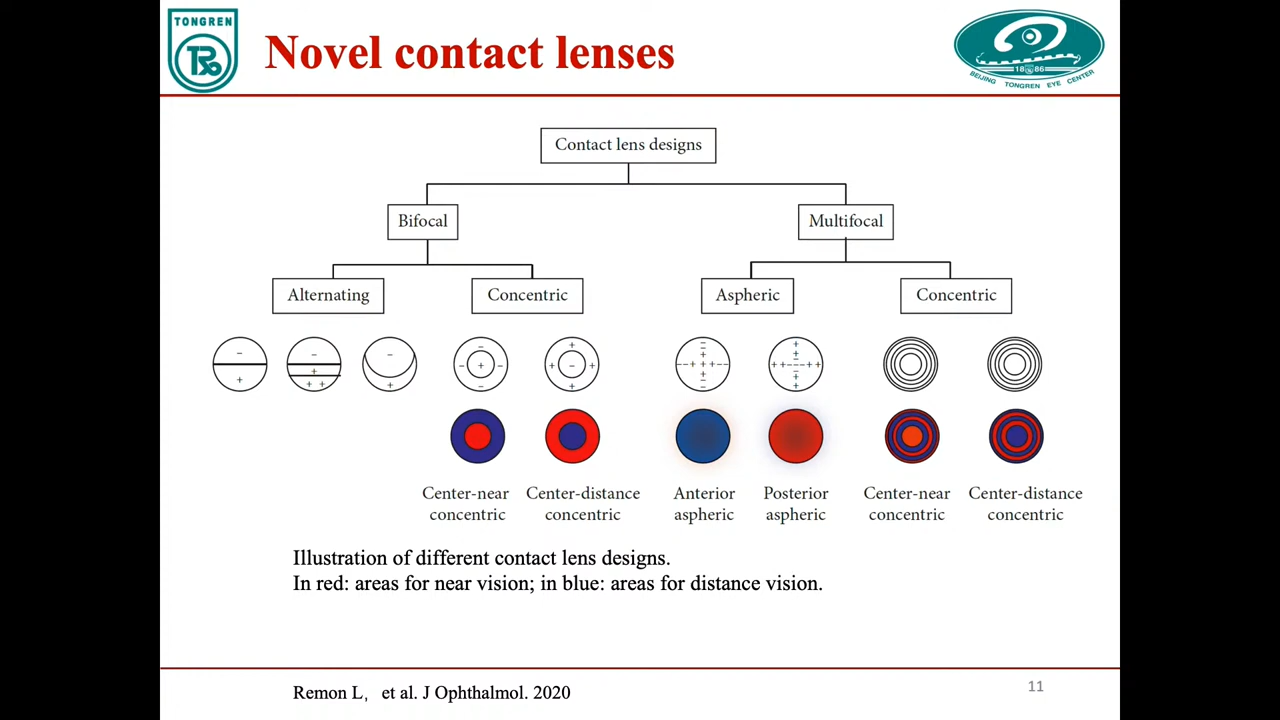 TONGREN
Novel contact lenses
1886
BEIJING TONGREN EYE CENTER
Contact lens designs
Bifocal
Multifocal
Alternating
Concentric
Aspheric
Concentric
Center-near
concentric
Center-distance
concentric
Anterior
aspheric
Posterior
aspheric
Center-near
concentric
Center-distance
concentric
Illustration of different contact lens designs.
In red: areas for near vision; in blue: areas for distance vision.
Remon L, et al. J Ophthalmol. 2020
11